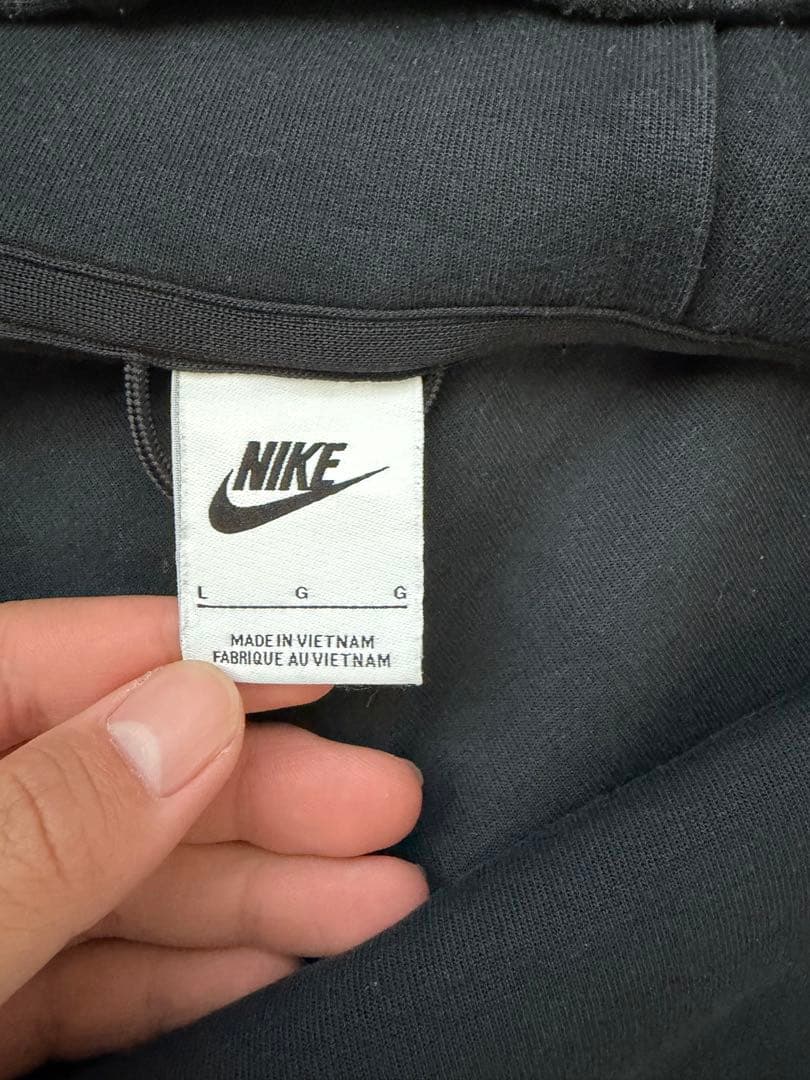 NIKE
L G G
MADE IN VIETNAM
FABRIQUE AU VIETNAM